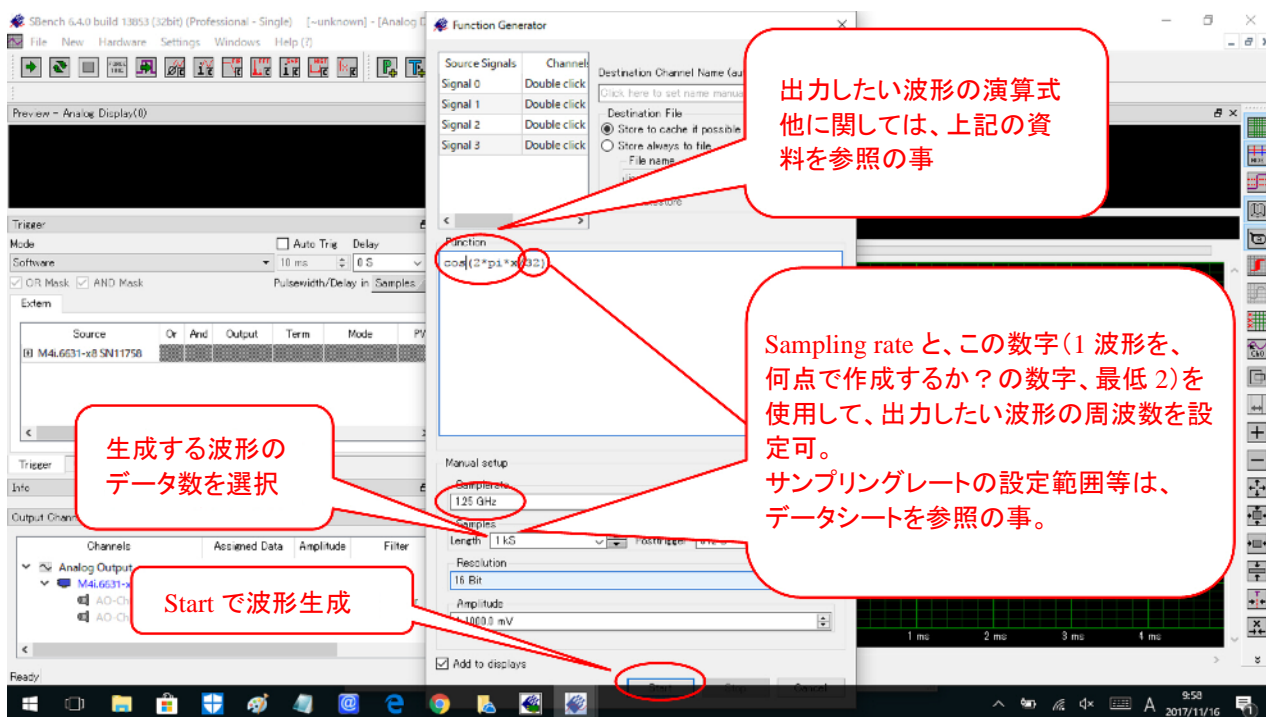 SBench 6.4.0 build 13853 (32bit) (Professional - Single) [~unknown] - [Analog D
File New Hardware Settings Windows Help (?)
Preview - Analog Display(0)
Trigger
Mode
Auto Trig Delay
Software
10 ms
0 S
OR Mask
AND Mask
Pulsewidth/Delay in Samples
Extern
Source Or And Output Term Mode
M4i.6631-x8 SN11758
生成する波形の
データ数を選択
Trigger
Info
Output Chann
Channels Assigned Data Amplitude Filter
Analog Output
M4i.6631-x
AO-Ch
AO-Ch
Start で波形生成
Ready
Function Generator
Source Signals Channel
Signal 0 Double click
Signal 1 Double click
Signal 2 Double click
Signal 3 Double click
Destination Channel Name (au
Click here to set name manua
Destination File
Store to cache if possible
Store always to file
File name
出力したい波形の演算式
他に関しては、上記の資
料を参照の事
Function
cos(2*pi*x/32)
Sampling rate と、この数字（1 波形を、
何点で作成するか？の数字、最低 2）を
使用して、出力したい波形の周波数を設
定可。
サンプリングレートの設定範囲等は、
データシートを参照の事。
Manual setup
Samplerate
1.25 GHz
Samples
Length 1 kS
Posttrigger
Resolution
16 Bit
Amplitude
1000.0 mV
Add to displays
Start Stop Cancel
1 ms 2 ms 3 ms 4 ms
A
9:58
2017/11/16